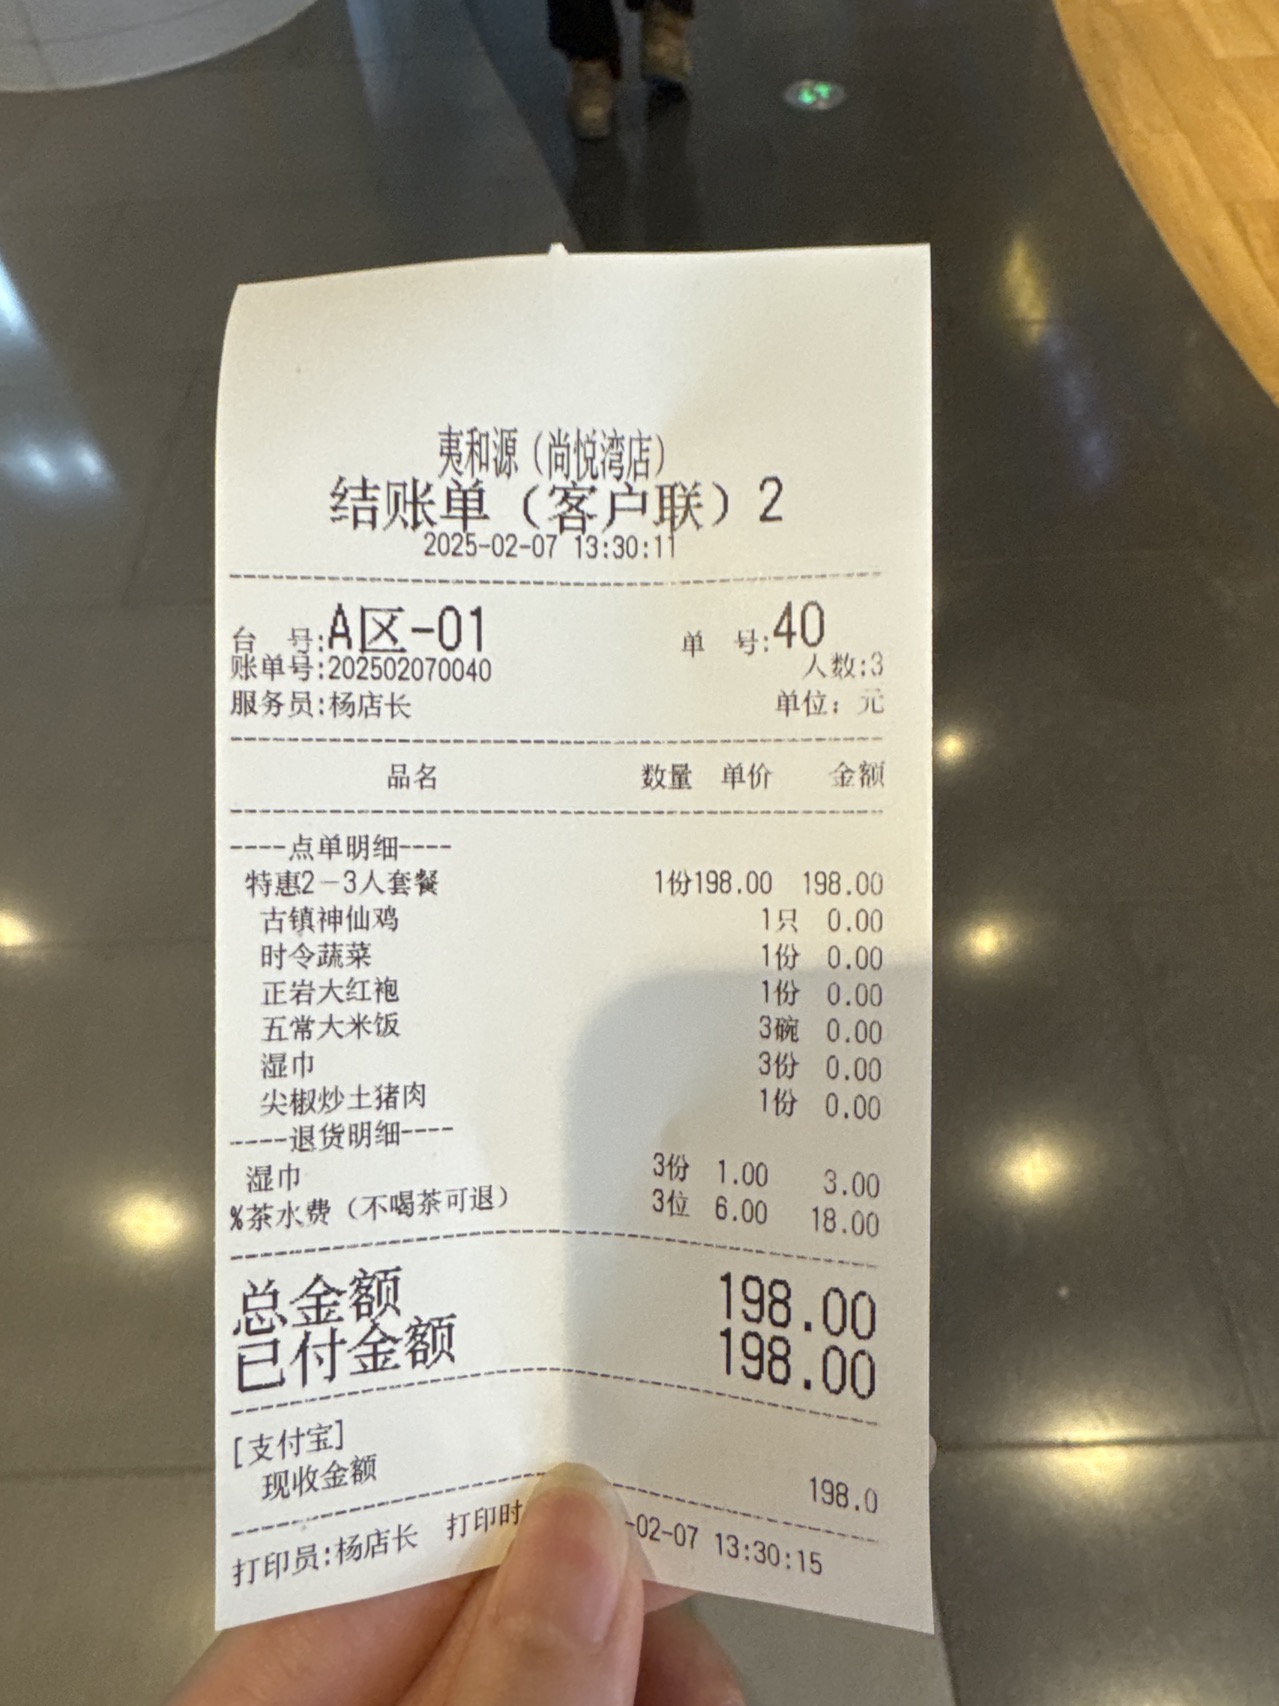 夷和源（尚悦湾店）
结账单（客户联）2
2025-02-07 13:30:11
台 号:A区-01 单 号:40
账单号:202502070040 人数:3
服务员:杨店长 单位：元
品名 数量 单价 金额
----点单明细----
特惠2－3人套餐 1份198.00 198.00
古镇神仙鸡 1只 0.00
时令蔬菜 1份 0.00
正岩大红袍 1份 0.00
五常大米饭 3碗 0.00
湿巾 3份 0.00
尖椒炒土猪肉 1份 0.00
----退货明细----
湿巾 3份 1.00 3.00
%茶水费（不喝茶可退） 3位 6.00 18.00
总金额 198.00
已付金额 198.00
[支付宝]
现收金额 198.0
打印员:杨店长 打印时 -02-07 13:30:15